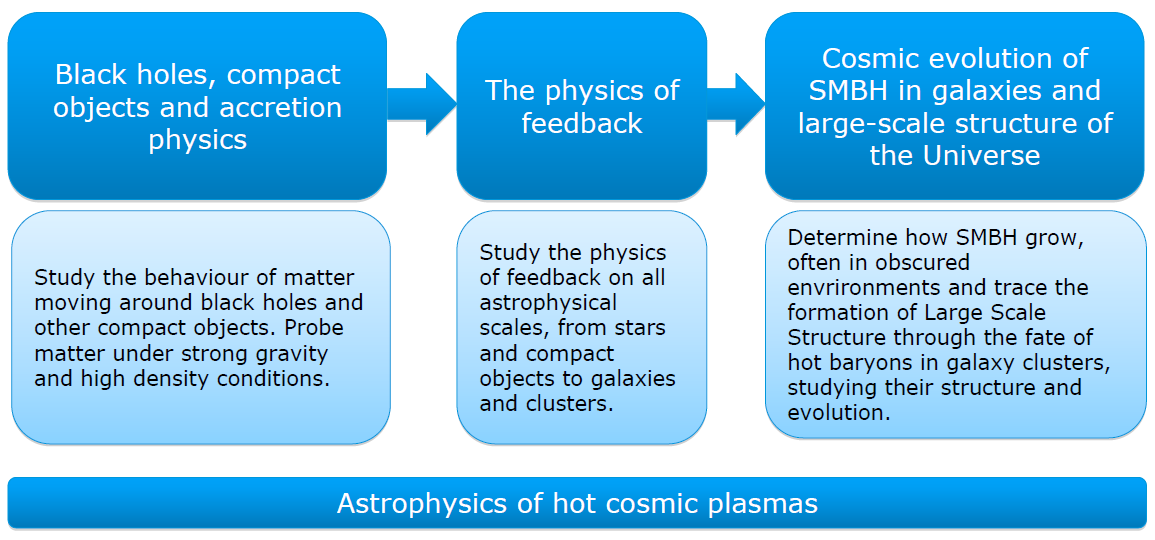 Black holes, compact
objects and accretion
physics
The physics of
feedback
Cosmic evolution of
SMBH in galaxies and
large-scale structure of
the Universe
Study the behaviour of matter
moving around black holes and
other compact objects. Probe
matter under strong gravity
and high density conditions.
Study the physics
of feedback on all
astrophysical
scales, from stars
and compact
objects to galaxies
and clusters.
Determine how SMBH grow,
often in obscured
envrironments and trace the
formation of Large Scale
Structure through the fate of
hot baryons in galaxy clusters,
studying their structure and
evolution.
Astrophysics of hot cosmic plasmas